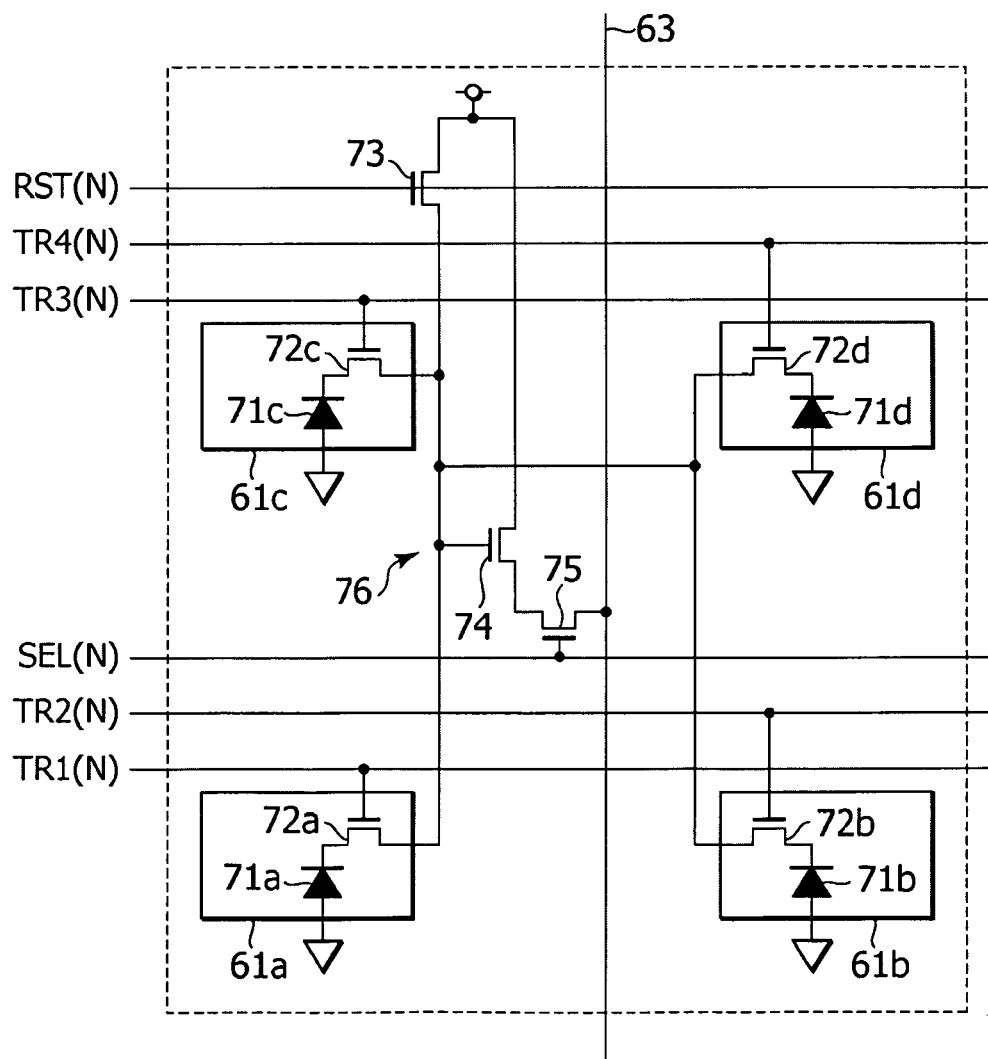 63
73
RST(N)
TR4(N)
TR3(N)
72c
72d
71c
71d
61c
61d
75
76
74
SEL(N)
TR2(N)
TR1(N)
72a
72b
71a
71b
61a
61b